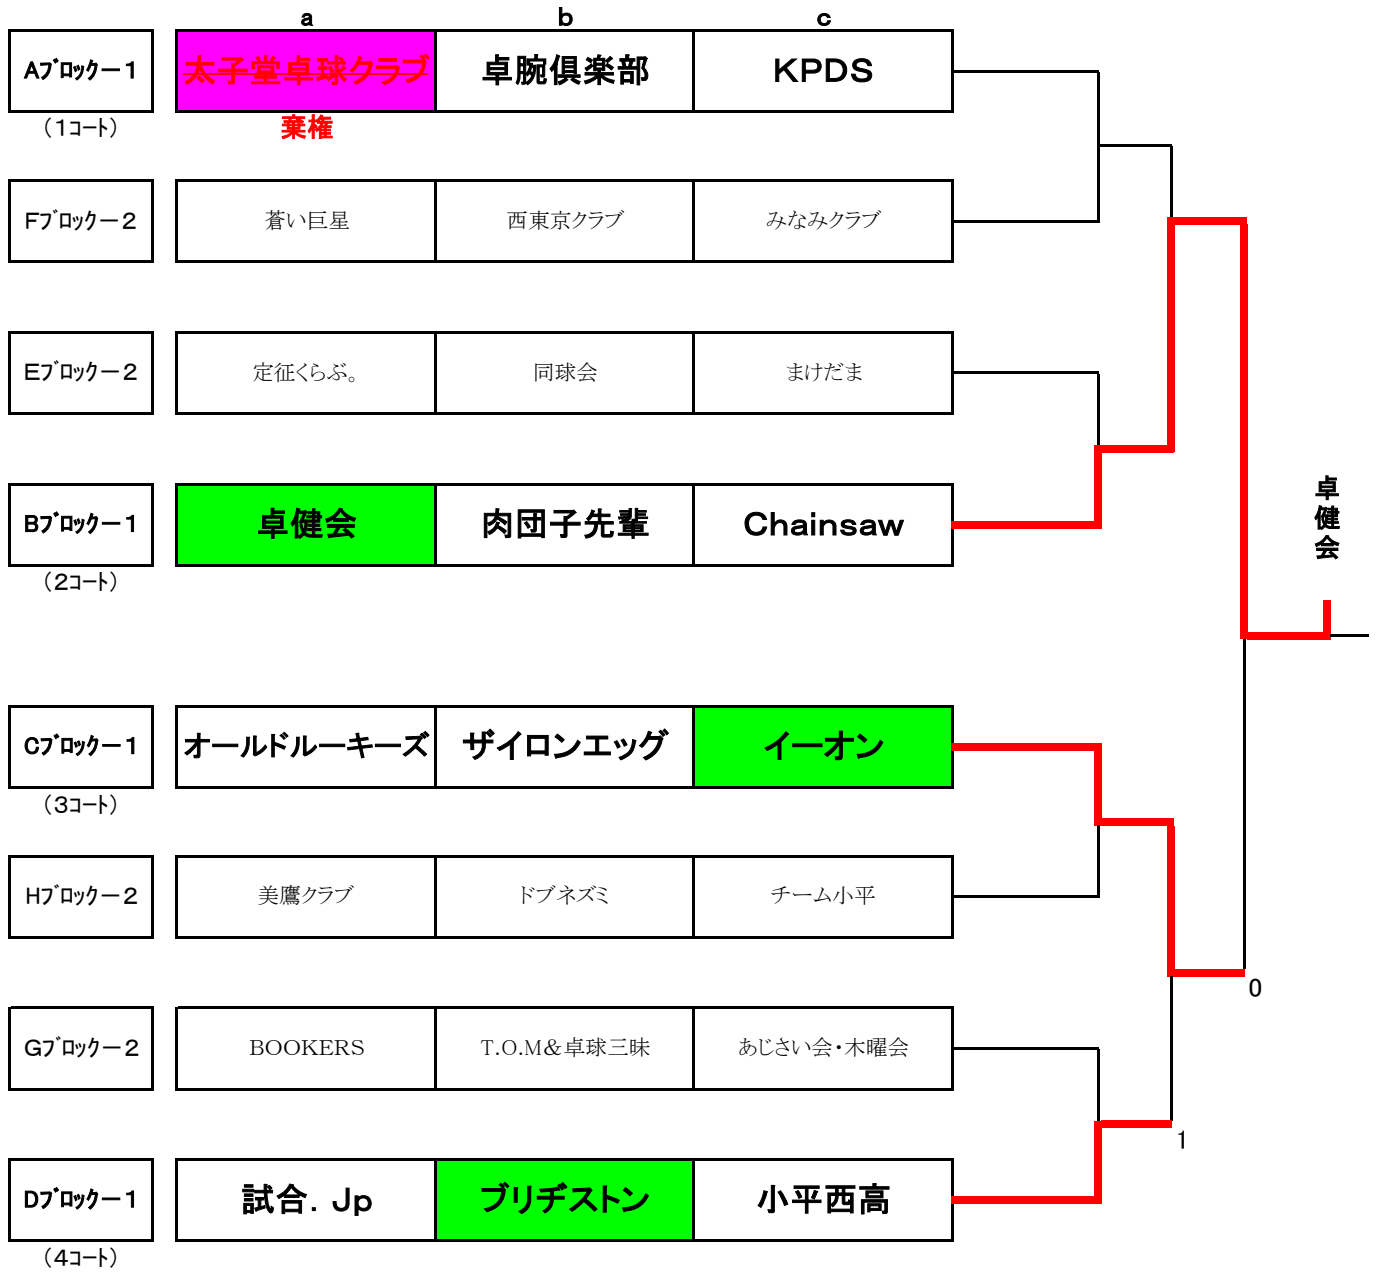 a b c
Aブロックー1 太子堂卓球クラブ 卓腕倶楽部 KPDS
(1コート) 棄権
Fブロックー2 蒼い巨星 西東京クラブ みなみクラブ
Eブロックー2 定征くらぶ。 同球会 まけだま
卓健会
Bブロックー1 卓健会 肉団子先輩 Chainsaw
(2コート)
Cブロックー1 オールドルーキーズ ザイロンエッグ イーオン
(3コート)
Hブロックー2 美鷹クラブ ドブネズミ チーム小平
0
Gブロックー2 BOOKERS T.O.M&卓球三昧 あじさい会・木曜会
1
Dブロックー1 試合．Jp ブリヂストン 小平西高
(4コート)